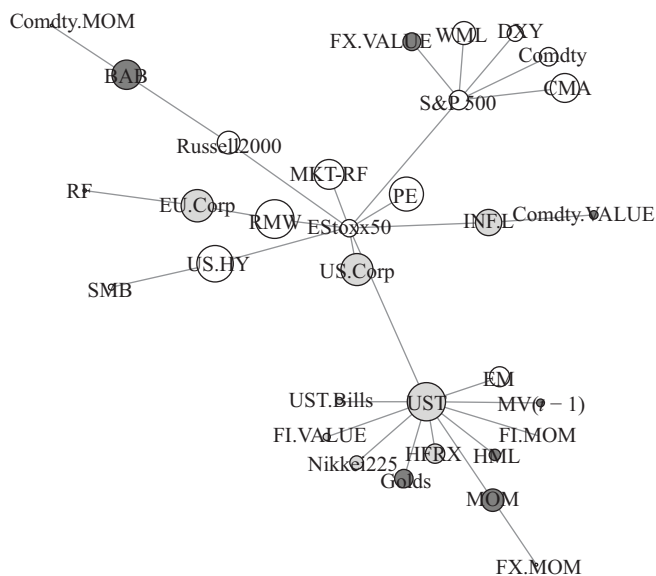 Comdty.MOM
DXY
WML
FX.VALUE
Comdty
BAB
CMA
S&P.500
Russell2000
MKT-RF
RF
PE
EU.Corp
Comdty.VALUE
RMW
EStoxx50
INF.L
US.HY
US.Corp
SMB
EM
UST.Bills
UST
MV(t − 1)
FI.VALUE
FI.MOM
HFRX
HML
Nikkei225
Golds
MOM
FX.MOM